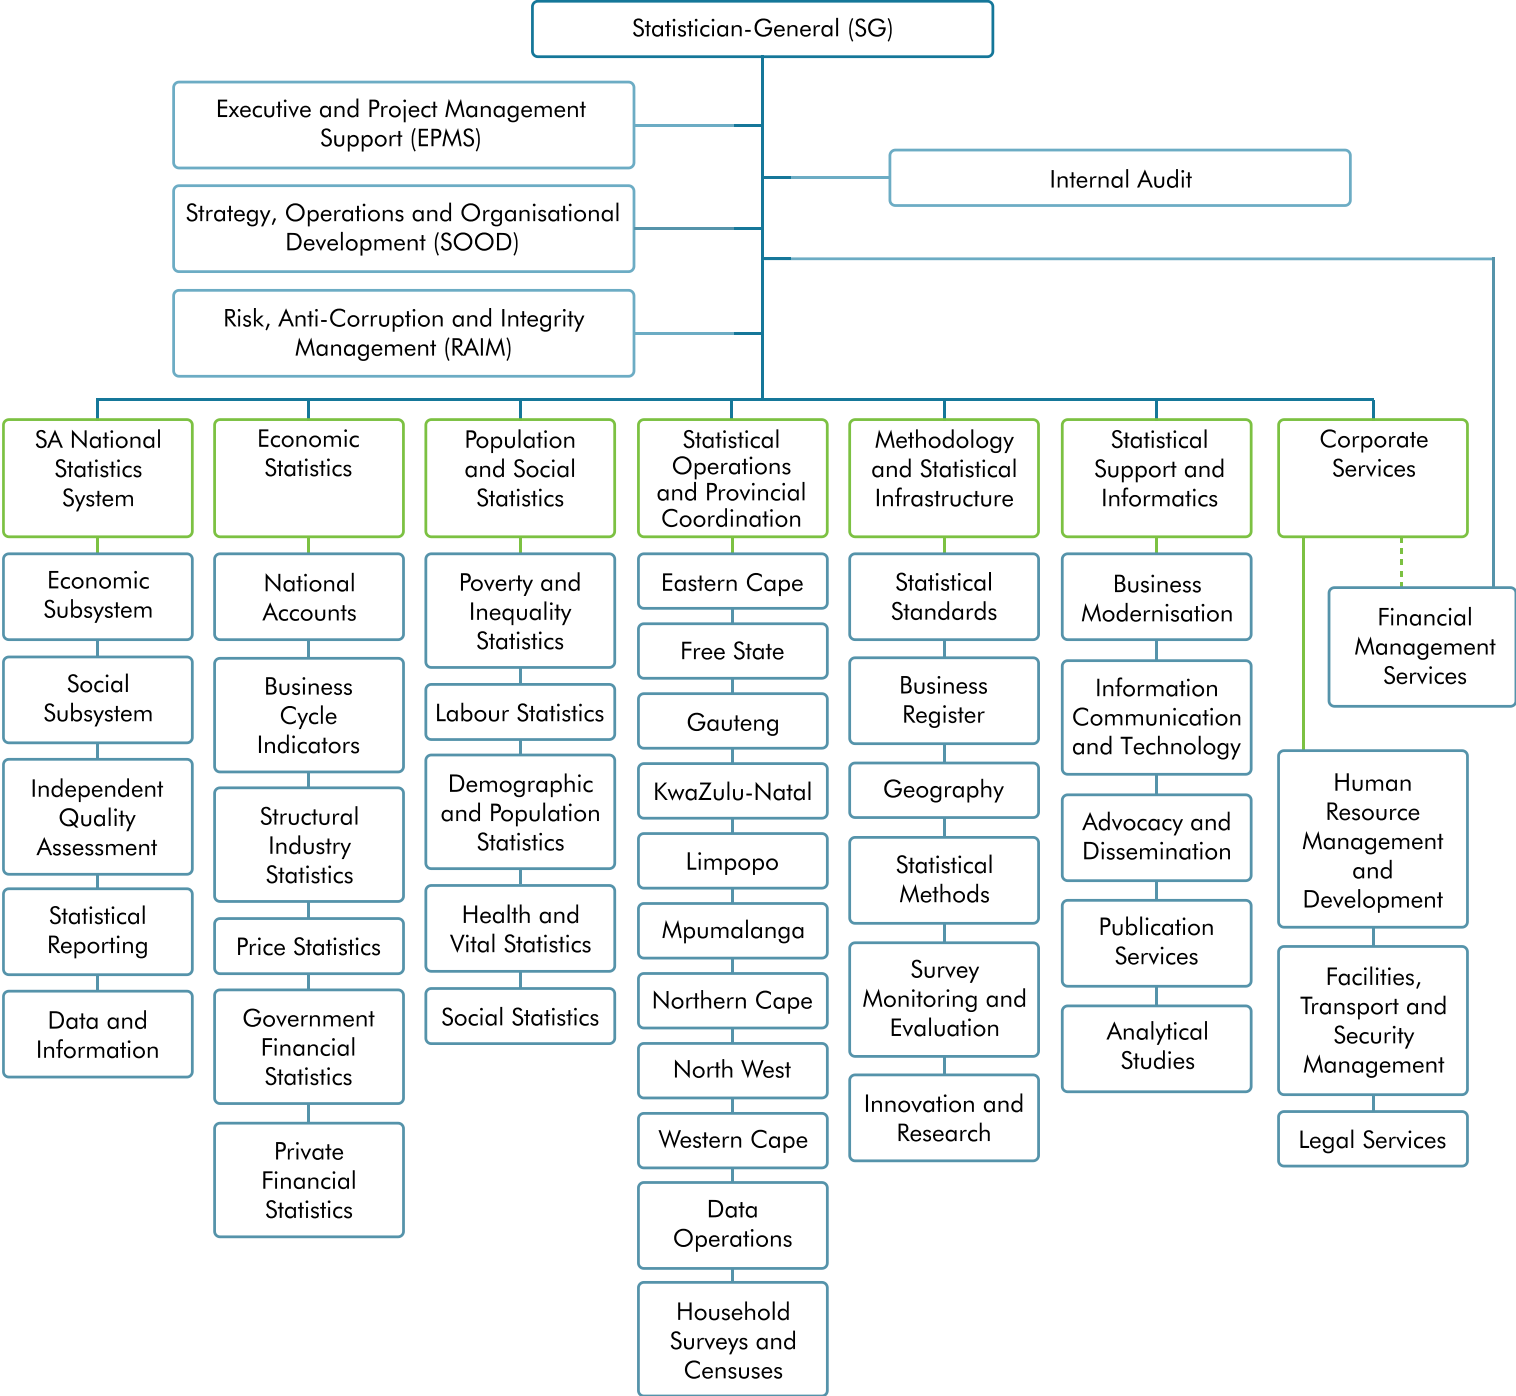 Statistician-General (SG)
Executive and Project Management
Support (EPMS)
Internal Audit
Strategy, Operations and Organisational
Development (SOOD)
Risk, Anti-Corruption and Integrity
Management (RAIM)
SA National
Statistics
System
Economic
Subsystem
Social
Subsystem
Independent
Quality
Assessment
Statistical
Reporting
Data and
Information
Economic
Statistics
National
Accounts
Business
Cycle
Indicators
Structural
Industry
Statistics
Price Statistics
Government
Financial
Statistics
Private
Financial
Statistics
Population
and Social
Statistics
Poverty and
Inequality
Statistics
Labour Statistics
Demographic
and Population
Statistics
Health and
Vital Statistics
Social Statistics
Statistical
Operations
and Provincial
Coordination
Eastern Cape
Free State
Gauteng
KwaZulu-Natal
Limpopo
Mpumalanga
Northern Cape
North West
Western Cape
Data
Operations
Household
Surveys and
Censuses
Methodology
and Statistical
Infrastructure
Statistical
Standards
Business
Register
Geography
Statistical
Methods
Survey
Monitoring and
Evaluation
Innovation and
Research
Statistical
Support and
Informatics
Business
Modernisation
Information
Communication
and Technology
Advocacy and
Dissemination
Publication
Services
Analytical
Studies
Corporate
Services
Financial
Management
Services
Human
Resource
Management
and
Development
Facilities,
Transport and
Security
Management
Legal Services